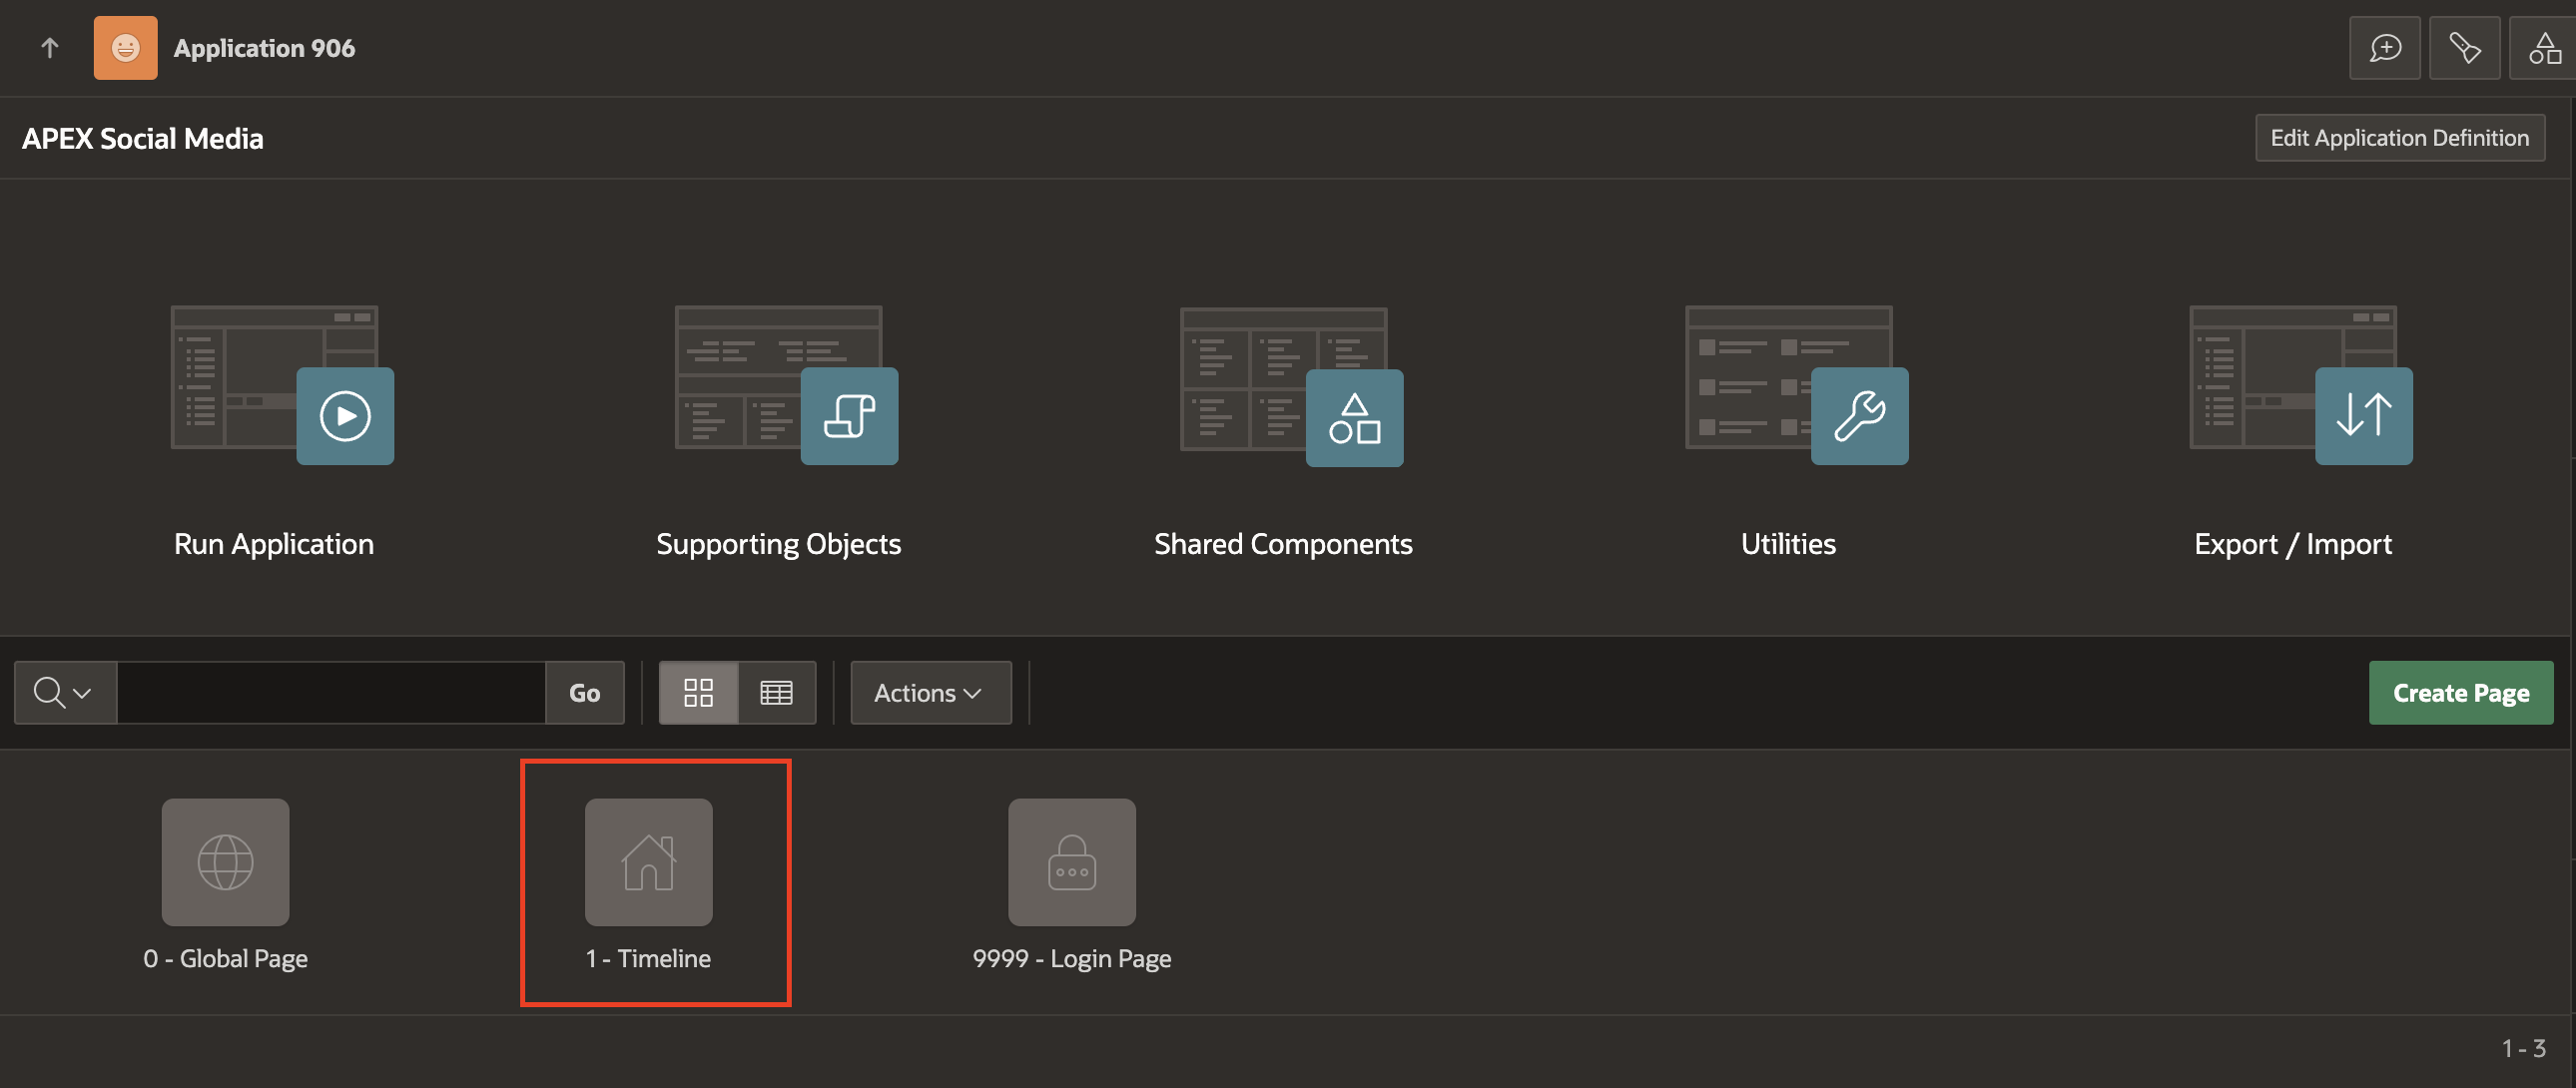 Application 906
APEX Social Media
Edit Application Definition
Run Application
Supporting Objects
Shared Components
Utilities
Export / Import
Go
Actions
Create Page
0 - Global Page
1 - Timeline
9999 - Login Page
1 - 3